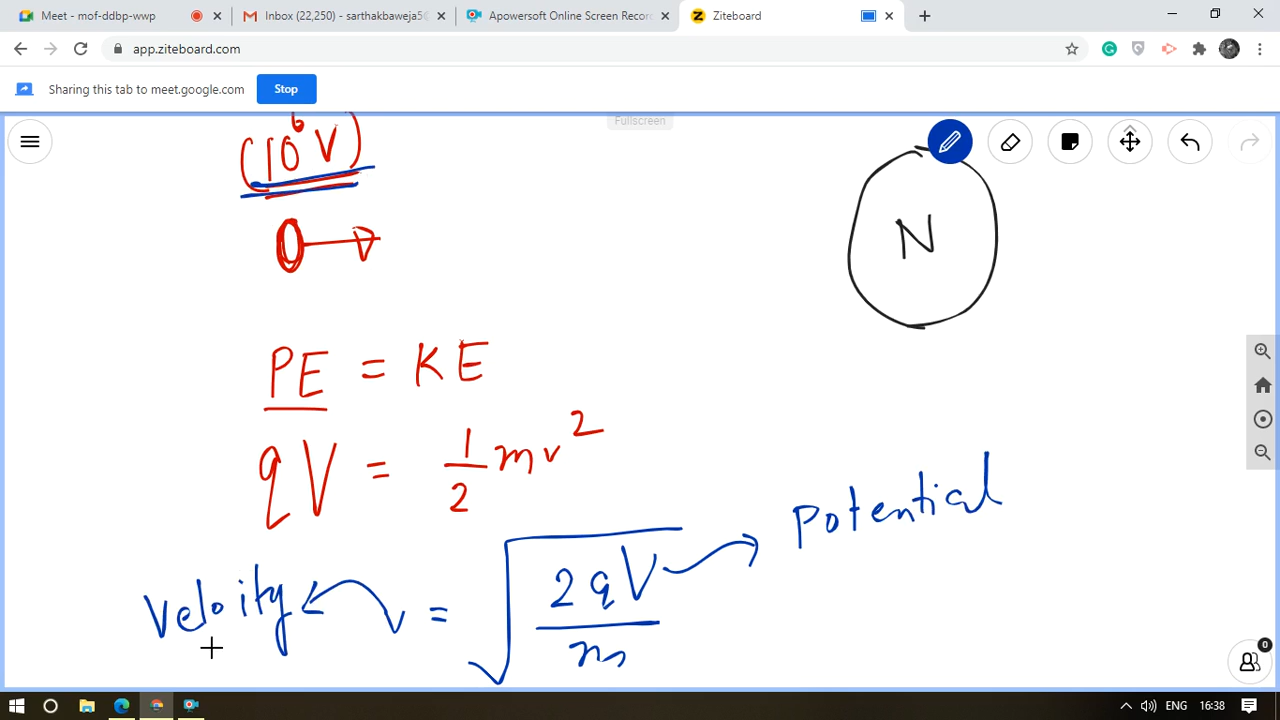 Meet - mof-ddbp-wwp
Inbox (22,250) - sarthakbaweja5
Apowersoft Online Screen Recor
Ziteboard
app.ziteboard.com
Sharing this tab to meet.google.com
Stop
Fullscreen
(10⁶ V)
N
PE = KE
qV = 1/2 mv²
Potential
Veloity v = √(2qV/m)
0
ENG 16:38